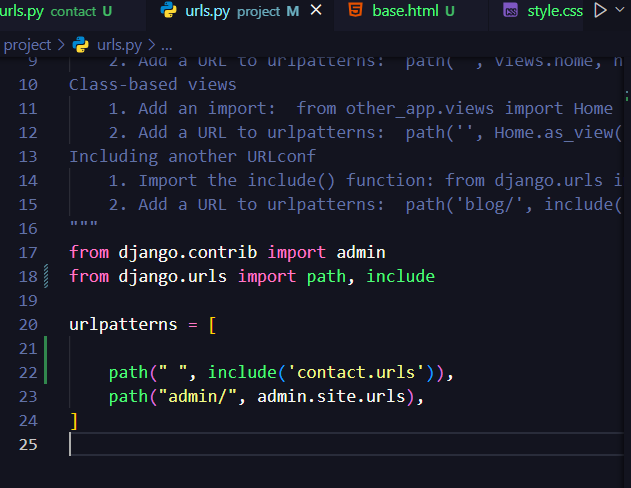 urls.py contact U urls.py project M × base.html U style.css
project > urls.py > ...
9 2. Add a URL to urlpatterns: path('', views.home,
10 Class-based views
11 1. Add an import: from other_app.views import Home
12 2. Add a URL to urlpatterns: path('', Home.as_view(
13 Including another URLconf
14 1. Import the include() function: from django.urls i
15 2. Add a URL to urlpatterns: path('blog/', include(
16 """
17 from django.contrib import admin
18 from django.urls import path, include
19
20 urlpatterns = [
21
22 path(" ", include('contact.urls')),
23 path("admin/", admin.site.urls),
24 ]
25